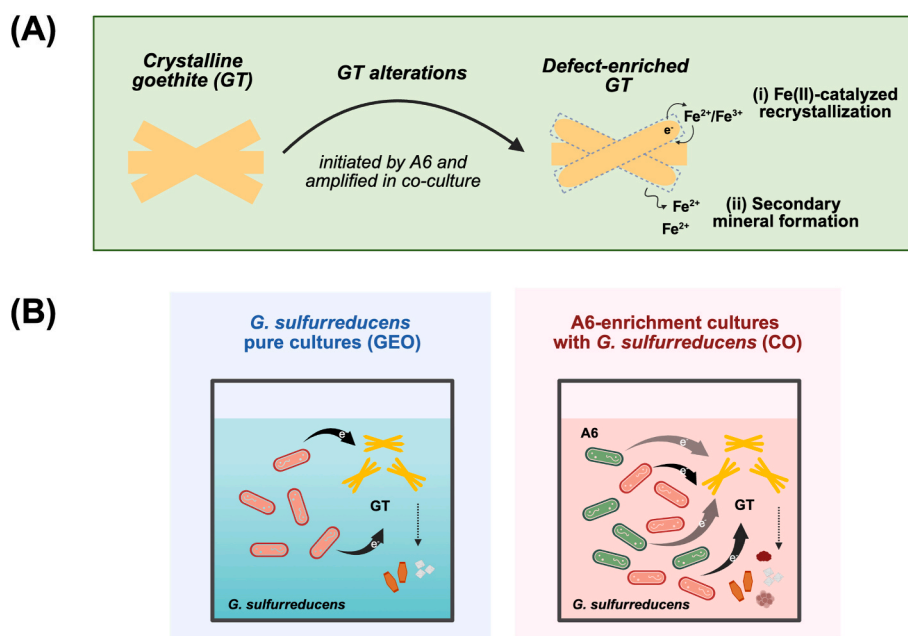 (A)
Crystalline
goethite (GT)
GT alterations
initiated by A6 and
amplified in co-culture
Defect-enriched
GT
e-
Fe2+/Fe3+
(i) Fe(II)-catalyzed
recrystallization
Fe2+
Fe2+
(ii) Secondary
mineral formation
(B)
G. sulfurreducens
pure cultures (GEO)
e-
GT
e-
G. sulfurreducens
A6-enrichment cultures
with G. sulfurreducens (CO)
A6
e-
e-
GT
e-
e-
G. sulfurreducens